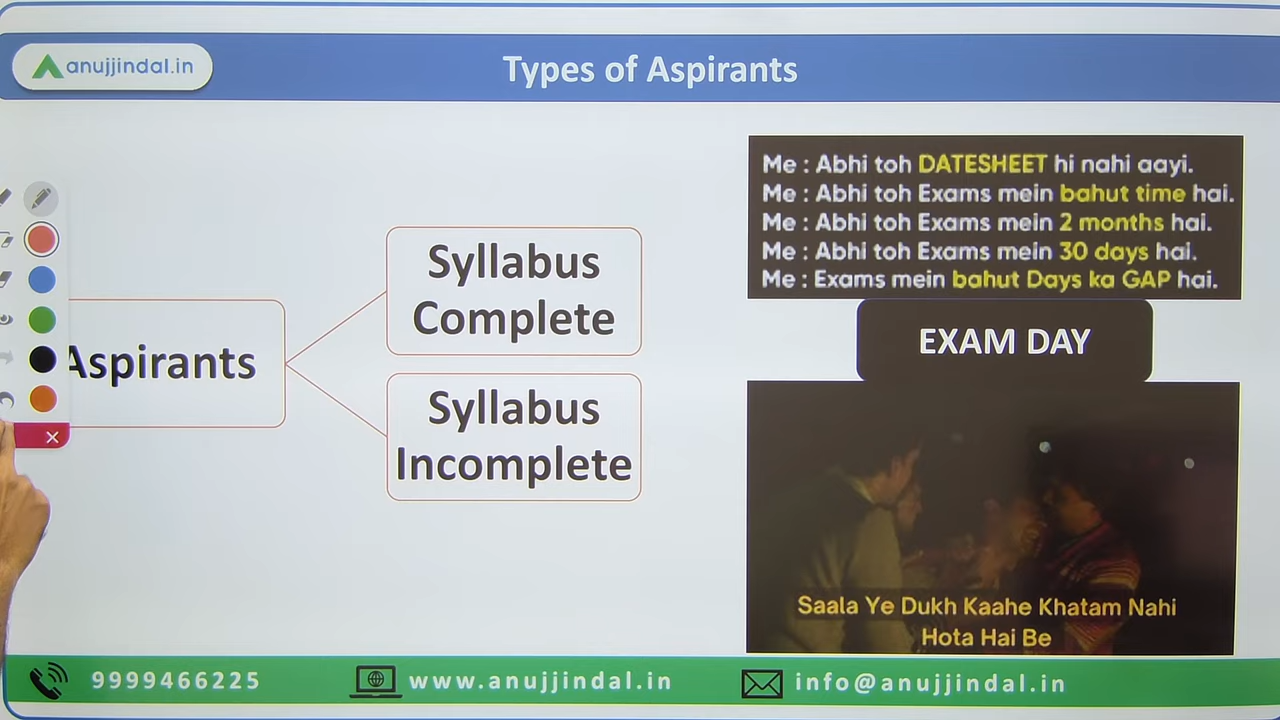 anujjindal.in
Types of Aspirants
Me : Abhi toh DATESHEET hi nahi aayi.
Me : Abhi toh Exams mein bahut time hai.
Me : Abhi toh Exams mein 2 months hai.
Me : Abhi toh Exams mein 30 days hai.
Me : Exams mein bahut Days ka GAP hai.
Syllabus
Complete
Aspirants
Syllabus
Incomplete
EXAM DAY
Saala Ye Dukh Kaahe Khatam Nahi
Hota Hai Be
9999466225
www.anujjindal.in
info@anujjindal.in